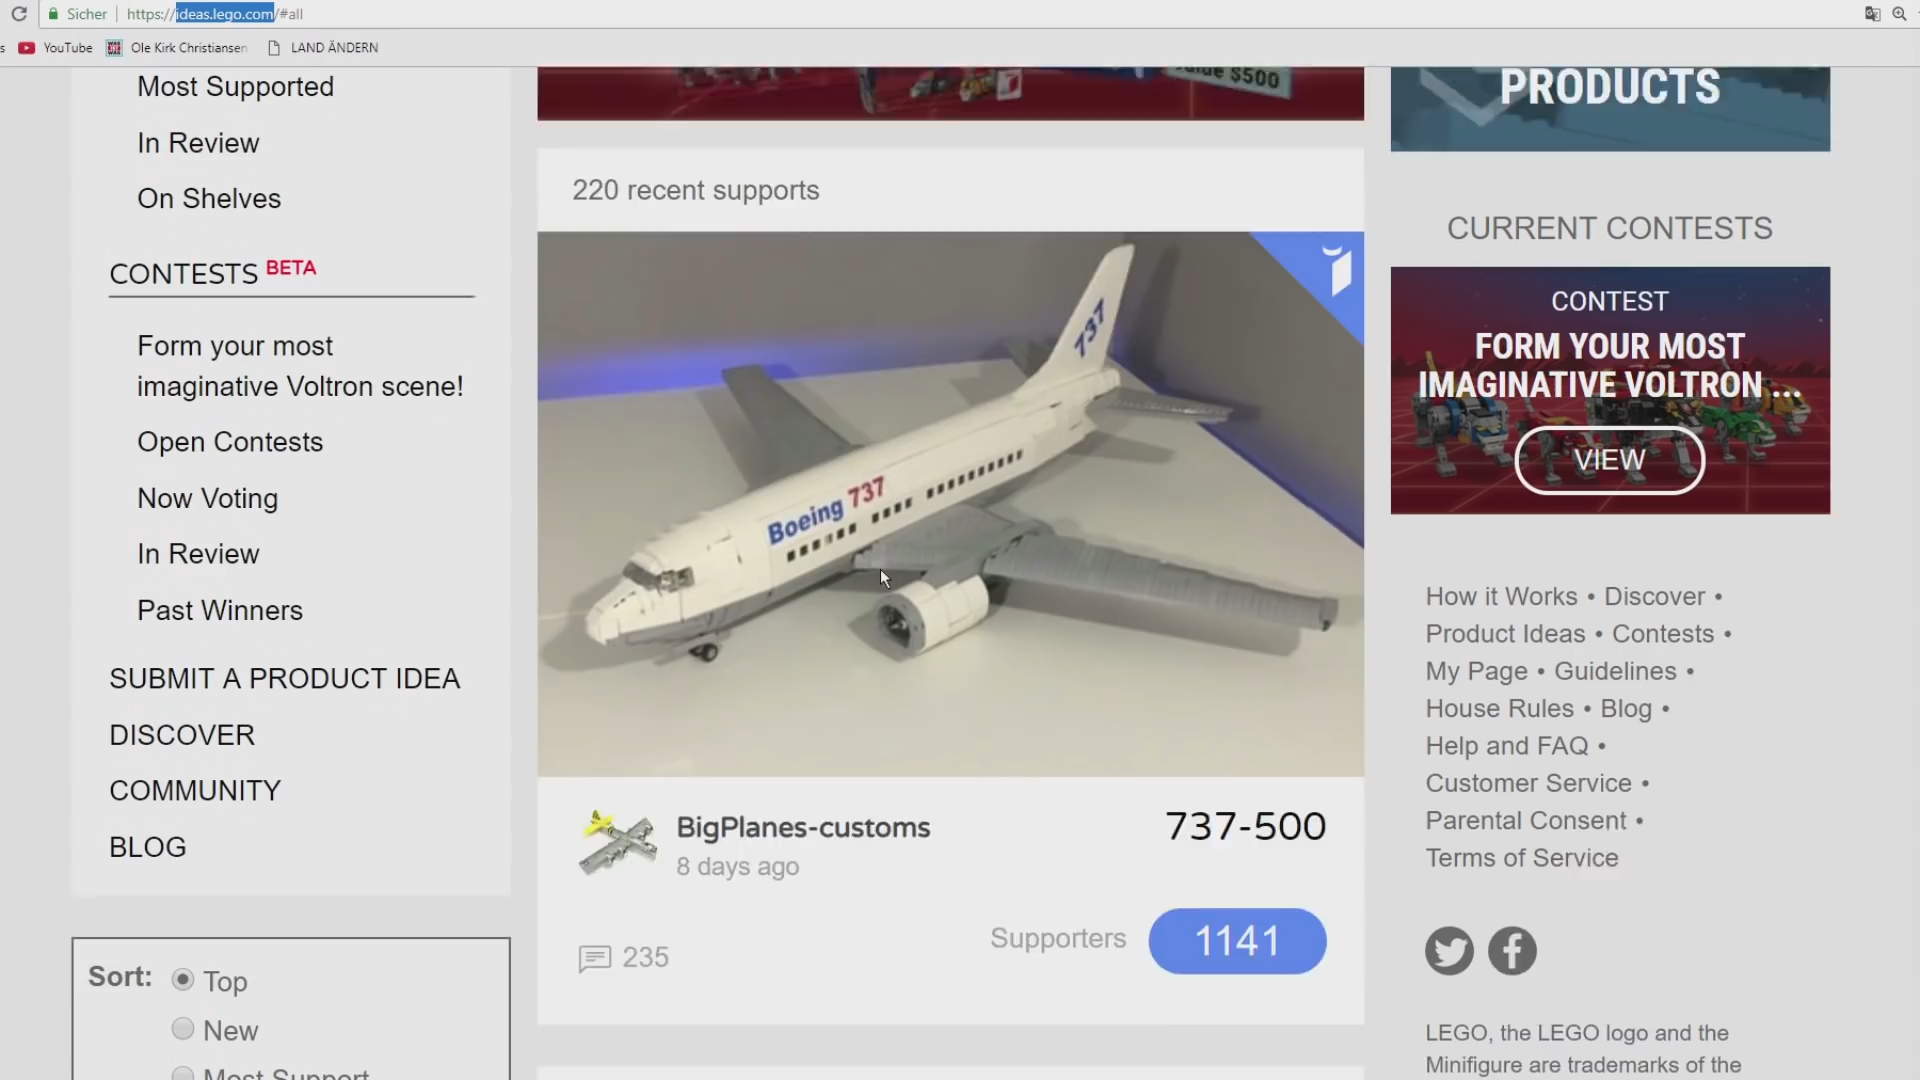 Sicher
https://ideas.lego.com/#all
s
YouTube
Ole Kirk Christiansen
LAND ÄNDERN
Most Supported
In Review
On Shelves
CONTESTS BETA
Form your most
imaginative Voltron scene!
Open Contests
Now Voting
In Review
Past Winners
SUBMIT A PRODUCT IDEA
DISCOVER
COMMUNITY
BLOG
Sort:
Top
New
Most Support
$500
220 recent supports
737
Boeing 737
BigPlanes-customs
8 days ago
737-500
235
Supporters
1141
PRODUCTS
CURRENT CONTESTS
CONTEST
FORM YOUR MOST
IMAGINATIVE VOLTRON ...
VIEW
How it Works • Discover •
Product Ideas • Contests •
My Page • Guidelines •
House Rules • Blog •
Help and FAQ •
Customer Service •
Parental Consent •
Terms of Service
LEGO, the LEGO logo and the
Minifigure are trademarks of the